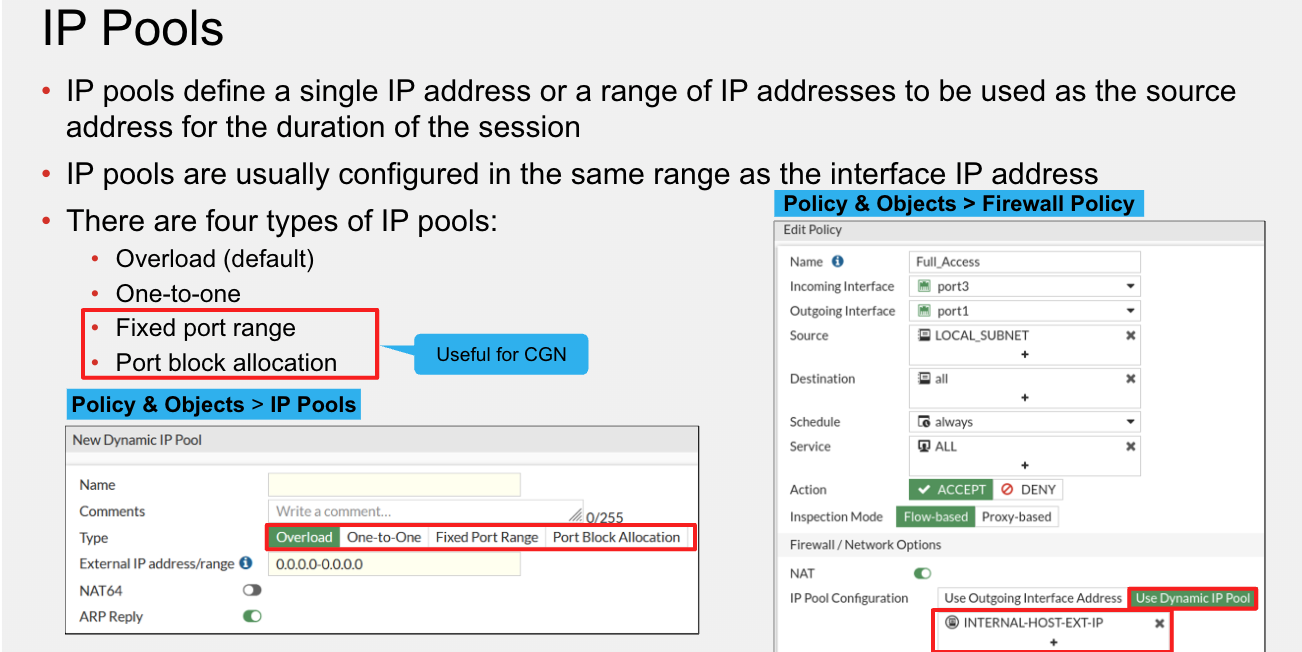 IP Pools
• IP pools define a single IP address or a range of IP addresses to be used as the source
address for the duration of the session
• IP pools are usually configured in the same range as the interface IP address
• There are four types of IP pools:
• Overload (default)
• One-to-one
• Fixed port range
• Port block allocation
Useful for CGN
Policy & Objects > IP Pools
New Dynamic IP Pool
Name
Comments Write a comment... 0/255
Type Overload One-to-One Fixed Port Range Port Block Allocation
External IP address/range 0.0.0.0-0.0.0.0
NAT64
ARP Reply
Policy & Objects > Firewall Policy
Edit Policy
Name Full_Access
Incoming Interface port3
Outgoing Interface port1
Source LOCAL_SUBNET
+
Destination all
+
Schedule always
Service ALL
+
Action ACCEPT DENY
Inspection Mode Flow-based Proxy-based
Firewall / Network Options
NAT
IP Pool Configuration Use Outgoing Interface Address Use Dynamic IP Pool
INTERNAL-HOST-EXT-IP
+